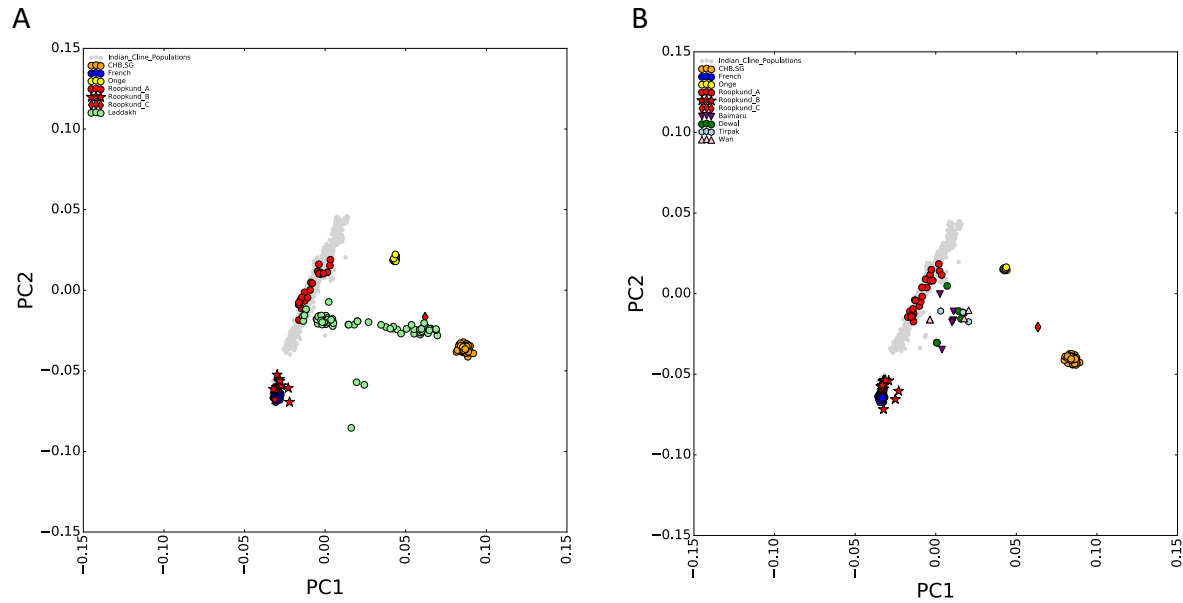 A
0.15
0.10
0.05
0.00
−0.05
−0.10
−0.15
PC2
Indian_Cline_Populations
CHB.SG
French
Onge
Roopkund_A
Roopkund_B
Roopkund_C
Laddakh
−0.15
−0.10
−0.05
0.00
0.05
0.10
0.15
PC1
B
0.15
0.10
0.05
0.00
−0.05
−0.10
−0.15
PC2
Indian_Cline_Populations
CHB.SG
French
Onge
Roopkund_A
Roopkund_B
Roopkund_C
Baimaru
Dewal
Tirpak
Wan
−0.15
−0.10
−0.05
0.00
0.05
0.10
0.15
PC1